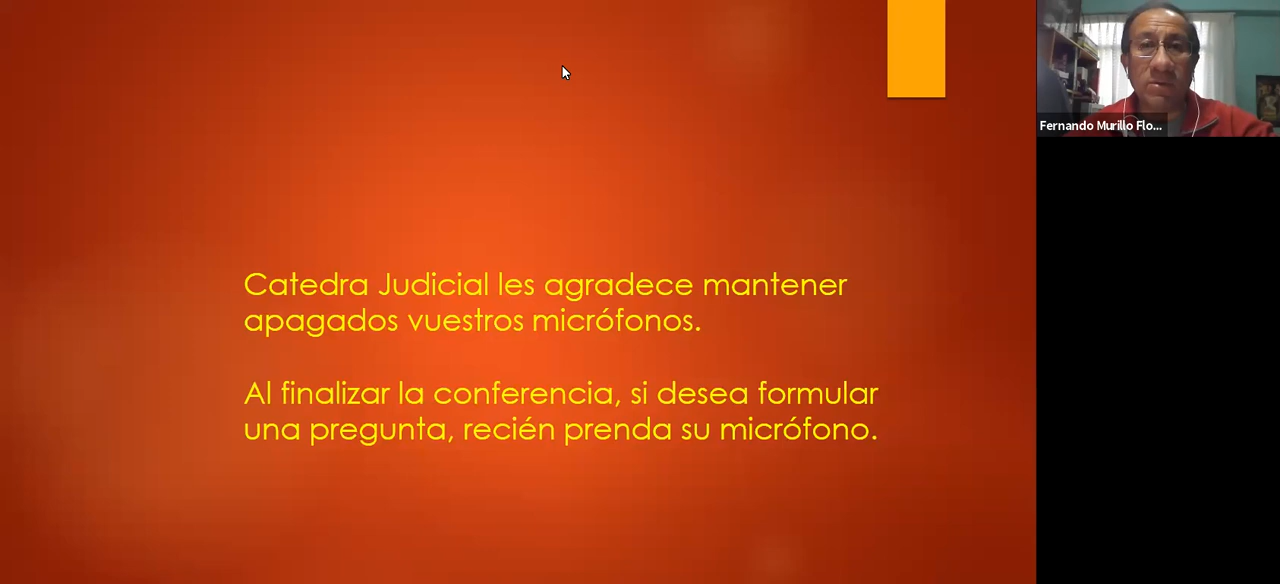 Catedra Judicial les agradece mantener
apagados vuestros micrófonos.
Al finalizar la conferencia, si desea formular
una pregunta, recién prenda su micrófono.
Fernando Murillo Flo...